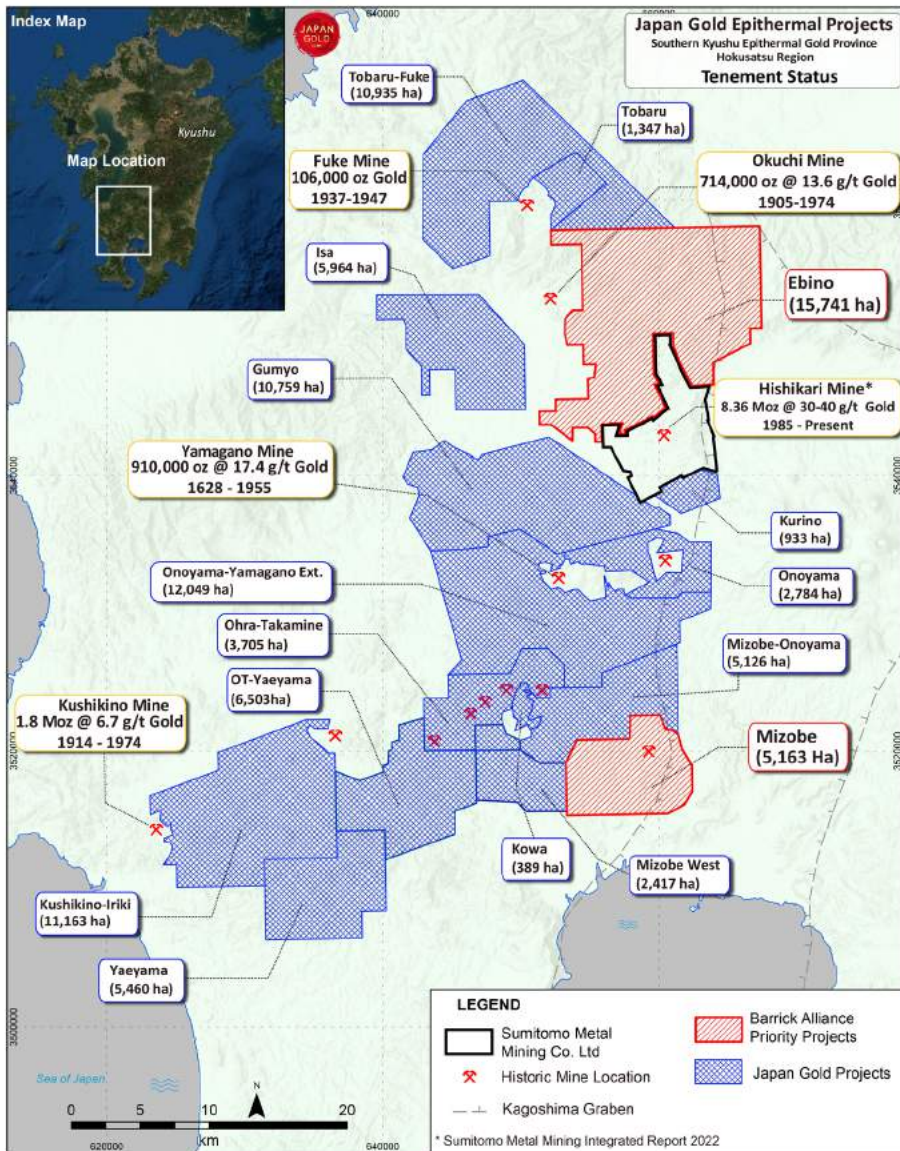 Index Map
Kyushu
Map Location
JAPAN
GOLD
Japan Gold Epithermal Projects
Southern Kyushu Epithermal Gold Province
Hokusatsu Region
Tenement Status
640000
Tobaru-Fuke
(10,935 ha)
Tobaru
(1,347 ha)
Fuke Mine
106,000 oz Gold
1937-1947
Okuchi Mine
714,000 oz @ 13.6 g/t Gold
1905-1974
Isa
(5,964 ha)
Ebino
(15,741 ha)
Gumyo
(10,759 ha)
Hishikari Mine*
8.36 Moz @ 30-40 g/t Gold
1985 - Present
Yamagano Mine
910,000 oz @ 17.4 g/t Gold
1628 - 1955
3540000
3540000
Kurino
(933 ha)
Onoyama-Yamagano Ext.
(12,049 ha)
Onoyama
(2,784 ha)
Ohra-Takamine
(3,705 ha)
Mizobe-Onoyama
(5,126 ha)
OT-Yaeyama
(6,503ha)
Kushikino Mine
1.8 Moz @ 6.7 g/t Gold
1914 - 1974
Mizobe
(5,163 Ha)
3520000
3520000
Kowa
(389 ha)
Mizobe West
(2,417 ha)
Kushikino-Iriki
(11,163 ha)
Yaeyama
(5,460 ha)
3500000
Sea of Japan
N
0 5 10 20
km
620000
640000
LEGEND
Sumitomo Metal
Mining Co. Ltd
Historic Mine Location
Kagoshima Graben
Barrick Alliance
Priority Projects
Japan Gold Projects
* Sumitomo Metal Mining Integrated Report 2022